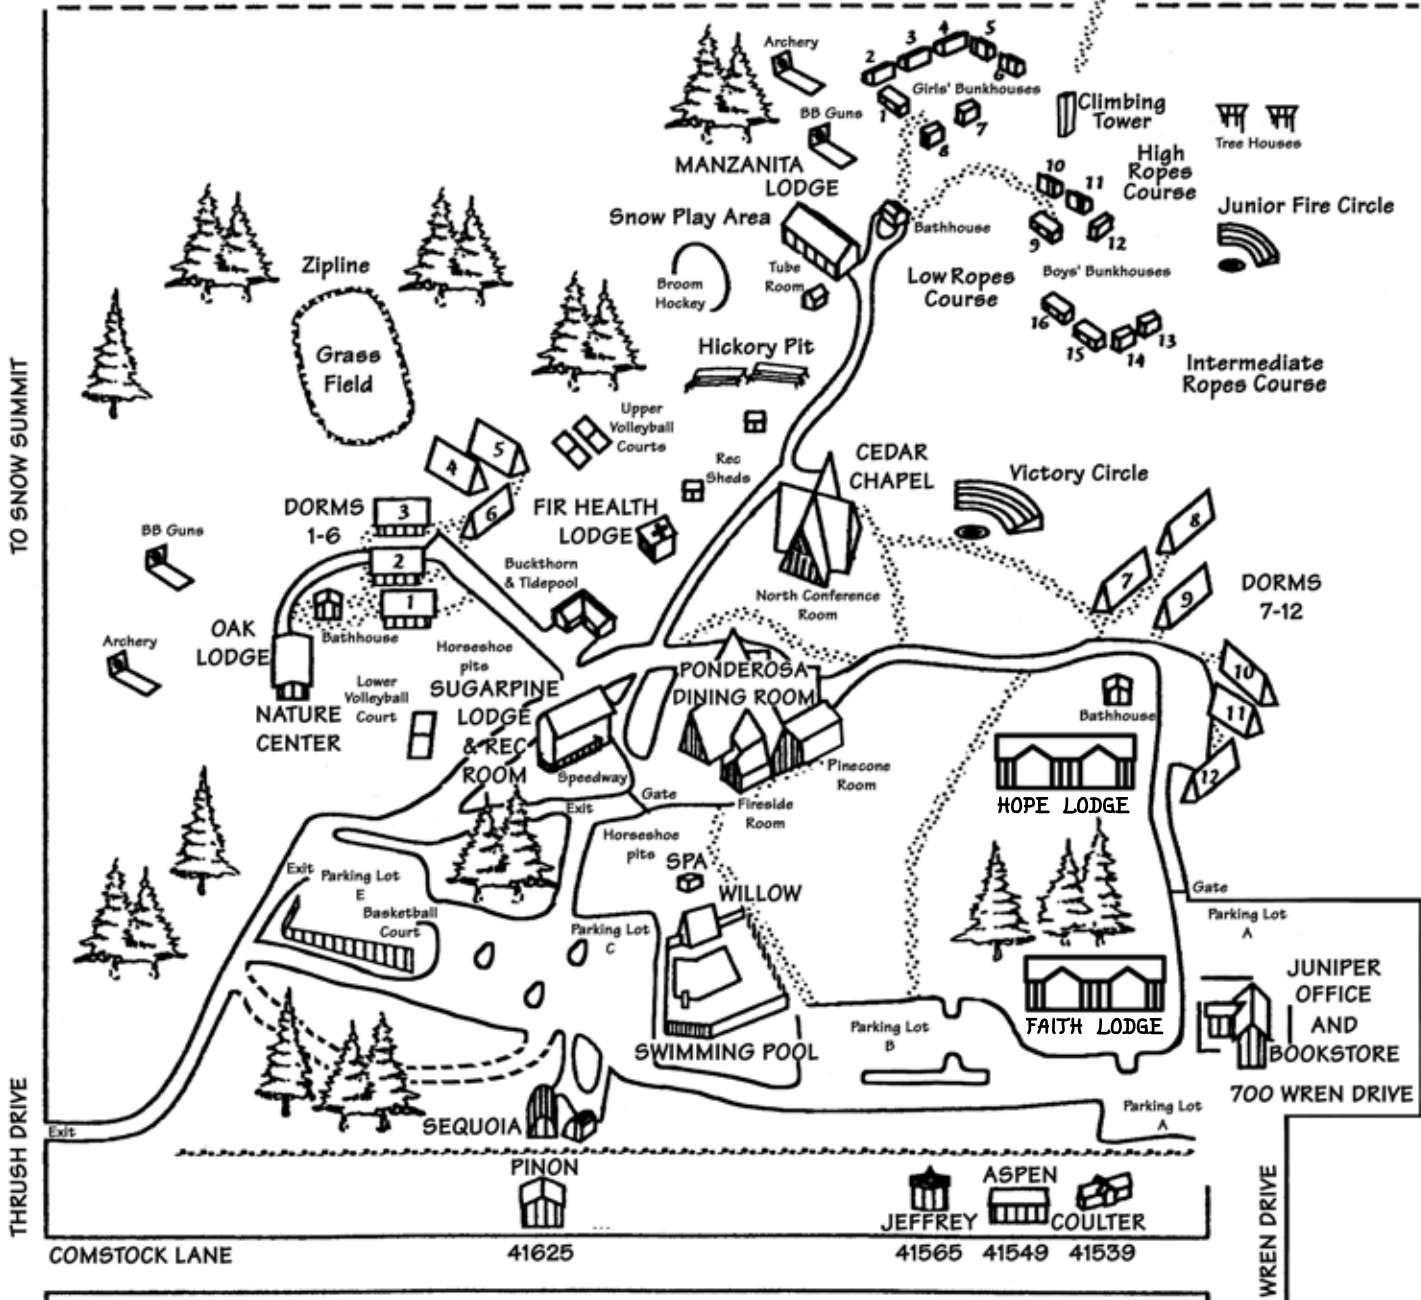 Archery
2
3
4
5
6
Girls' Bunkhouses
1
7
8
BB Guns
Climbing
Tower
Tree Houses
MANZANITA
LODGE
High
Ropes
Course
10
11
9
12
Boys' Bunkhouses
Junior Fire Circle
Snow Play Area
Bathhouse
Zipline
Broom
Hockey
Tube
Room
Low Ropes
Course
16
15
14
13
Grass
Field
Hickory Pit
Intermediate
Ropes Course
TO SNOW SUMMIT
Upper
Volleyball
Courts
5
4
Rec
Sheds
CEDAR
CHAPEL
Victory Circle
DORMS
1-6
3
6
FIR HEALTH
LODGE
8
BB Guns
2
Buckthorn
& Tidepool
7
DORMS
7-12
9
1
North Conference
Room
OAK
LODGE
Bathhouse
Archery
Horseshoe
pits
Lower
Volleyball
Court
SUGARPINE
LODGE
& REC
ROOM
PONDEROSA
DINING ROOM
10
11
12
NATURE
CENTER
Bathhouse
Speedway
Pinecone
Room
Gate
Exit
Fireside
Room
HOPE LODGE
Horseshoe
pits
SPA
Exit
Parking Lot
E
WILLOW
Gate
Basketball
Court
Parking Lot
C
Parking Lot
A
JUNIPER
OFFICE
AND
BOOKSTORE
700 WREN DRIVE
FAITH LODGE
Parking Lot
B
SWIMMING POOL
Parking Lot
A
THRUSH DRIVE
Exit
SEQUOIA
PINON
...
JEFFREY
ASPEN
COULTER
WREN DRIVE
COMSTOCK LANE
41625
41565
41549
41539